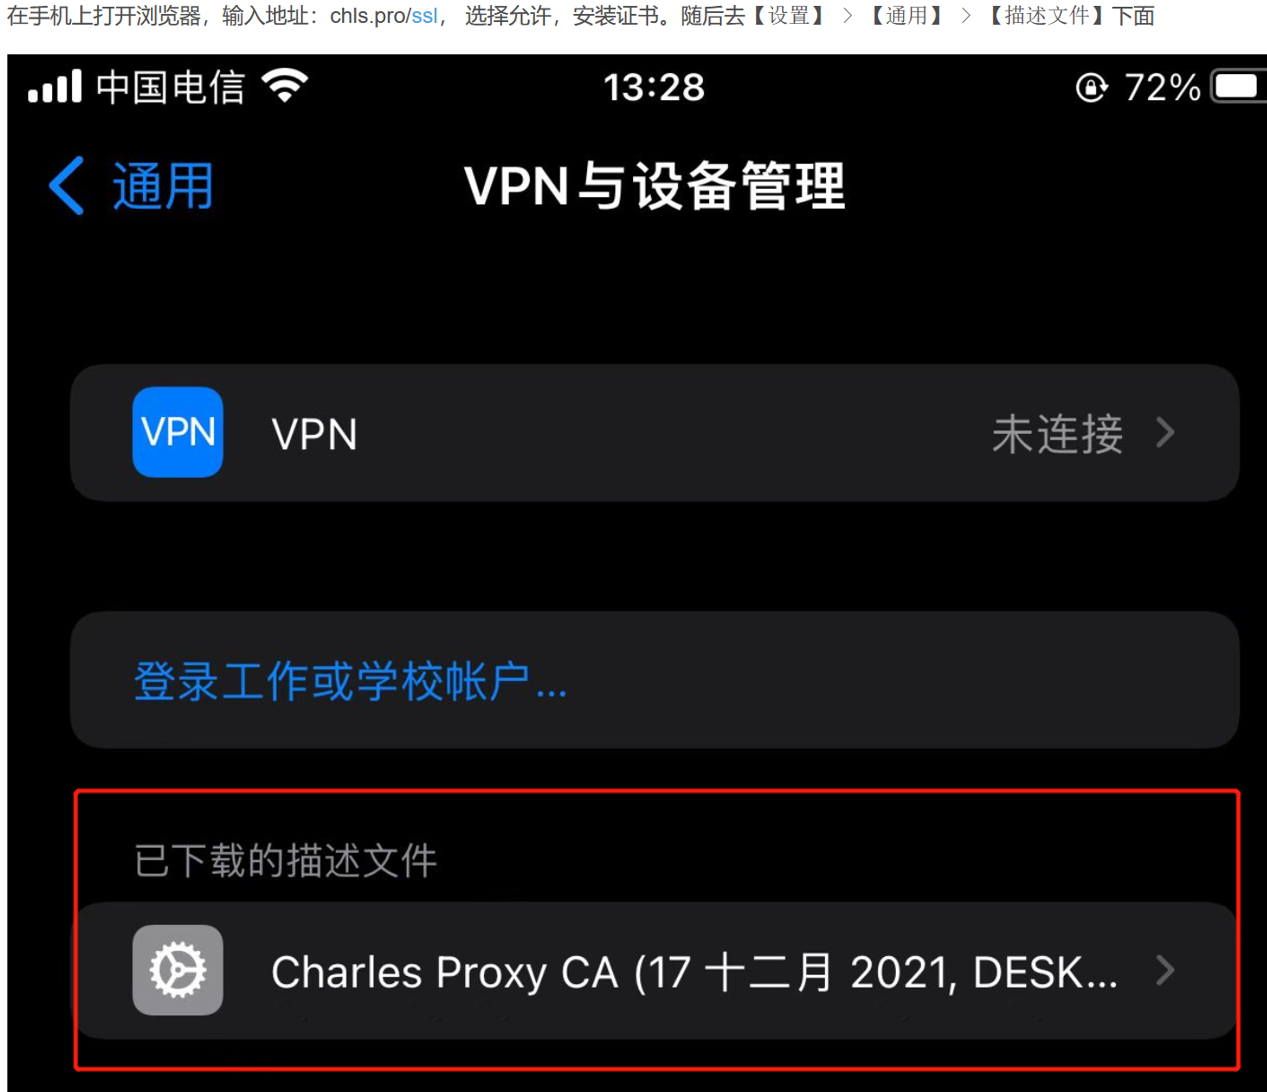 在手机上打开浏览器，输入地址：chls.pro/ssl， 选择允许，安装证书。随后去【设置】 > 【通用】 > 【描述文件】下面
中国电信 13:28 72%
通用 VPN与设备管理
VPN VPN 未连接
登录工作或学校帐户...
已下载的描述文件
Charles Proxy CA (17 十二月 2021, DESK...